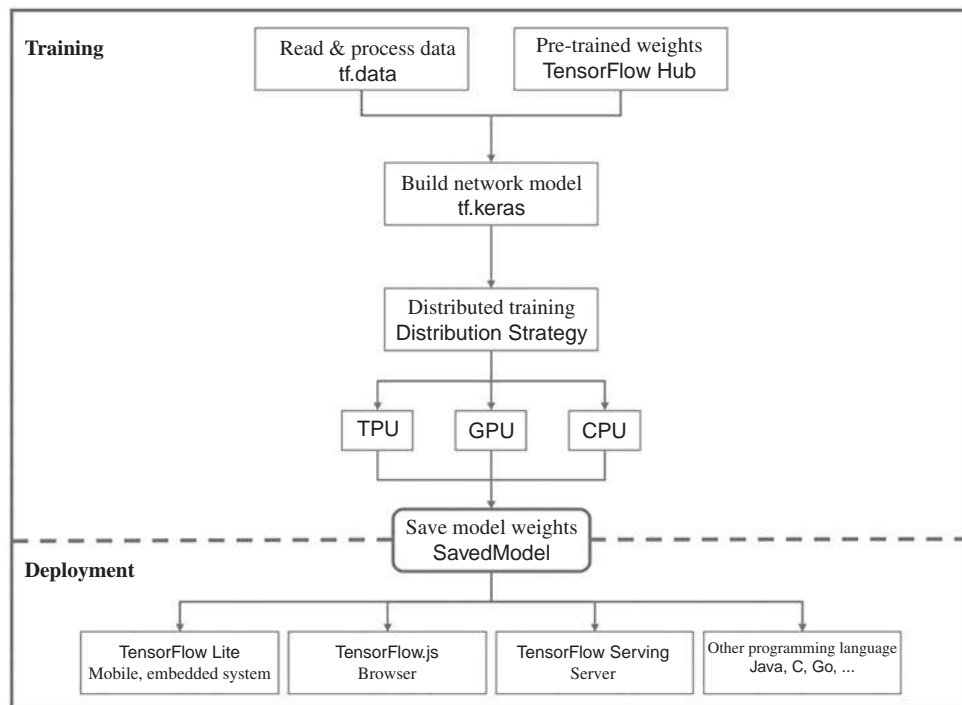 Training
Read & process data
tf.data
Pre-trained weights
TensorFlow Hub
Build network model
tf.keras
Distributed training
Distribution Strategy
TPU
GPU
CPU
Save model weights
SavedModel
Deployment
TensorFlow Lite
Mobile, embedded system
TensorFlow.js
Browser
TensorFlow Serving
Server
Other programming language
Java, C, Go, ...